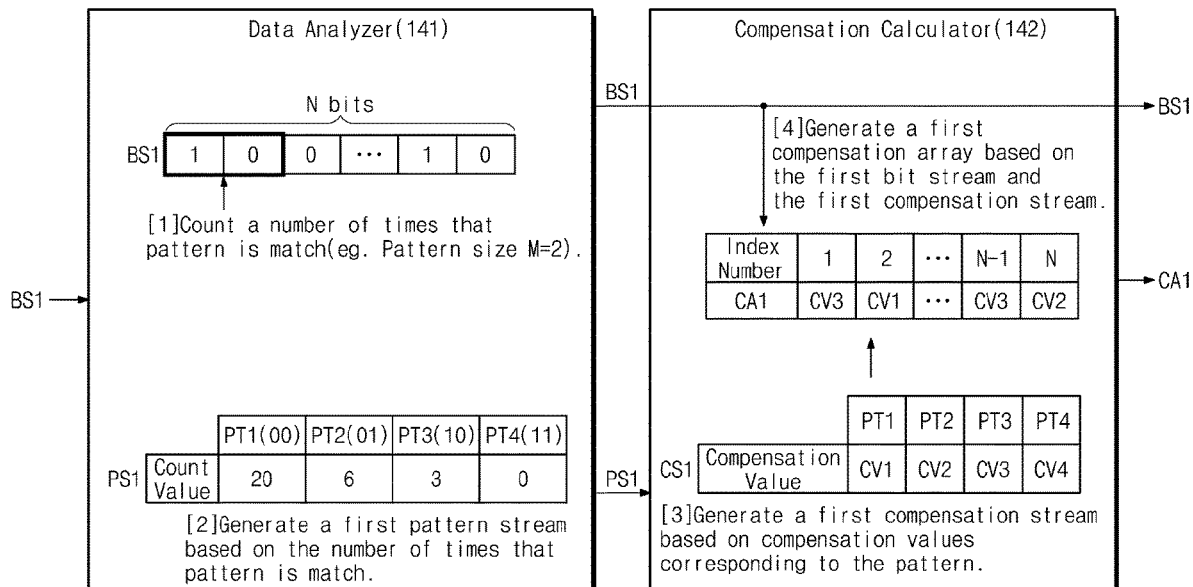 Data Analyzer(141)
N bits
BS1 1 0 0 ··· 1 0
[1]Count a number of times that
pattern is match(eg. Pattern size M=2).
BS1
PT1(00) PT2(01) PT3(10) PT4(11)
PS1 Count Value 20 6 3 0
[2]Generate a first pattern stream
based on the number of times that
pattern is match.
BS1
PS1
Compensation Calculator(142)
BS1
[4]Generate a first
compensation array based on
the first bit stream and
the first compensation stream.
Index Number 1 2 ··· N-1 N
CA1 CV3 CV1 ··· CV3 CV2
CA1
PT1 PT2 PT3 PT4
CS1 Compensation Value CV1 CV2 CV3 CV4
[3]Generate a first compensation stream
based on compensation values
corresponding to the pattern.